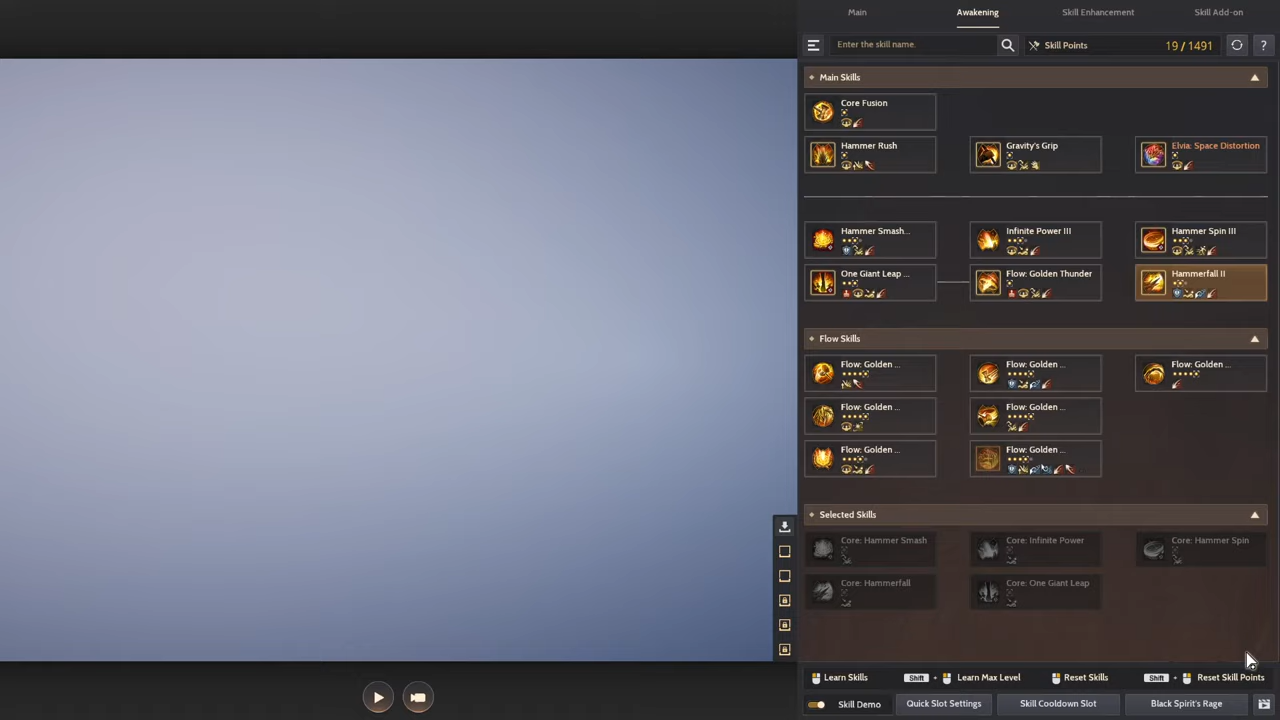 Main Awakening Skill Enhancement Skill Add-on
Enter the skill name. Skill Points 19 / 1491 ?
Main Skills
Core Fusion
Hammer Rush Gravity's Grip Elvia: Space Distortion
Hammer Smash... Infinite Power III Hammer Spin III
One Giant Leap ... Flow: Golden Thunder Hammerfall II
Flow Skills
Flow: Golden ... Flow: Golden ... Flow: Golden ...
Flow: Golden ... Flow: Golden ...
Flow: Golden ... Flow: Golden ...
Selected Skills
Core: Hammer Smash Core: Infinite Power Core: Hammer Spin
Core: Hammerfall Core: One Giant Leap
Learn Skills Shift + Learn Max Level Reset Skills Shift + Reset Skill Points
Skill Demo Quick Slot Settings Skill Cooldown Slot Black Spirit's Rage